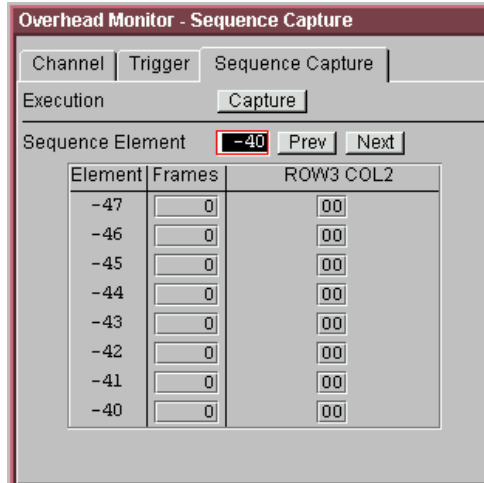 Overhead Monitor - Sequence Capture
Channel Trigger Sequence Capture
Execution Capture
Sequence Element -40 Prev Next
Element Frames ROW3 COL2
-47 0 00
-46 0 00
-45 0 00
-44 0 00
-43 0 00
-42 0 00
-41 0 00
-40 0 00